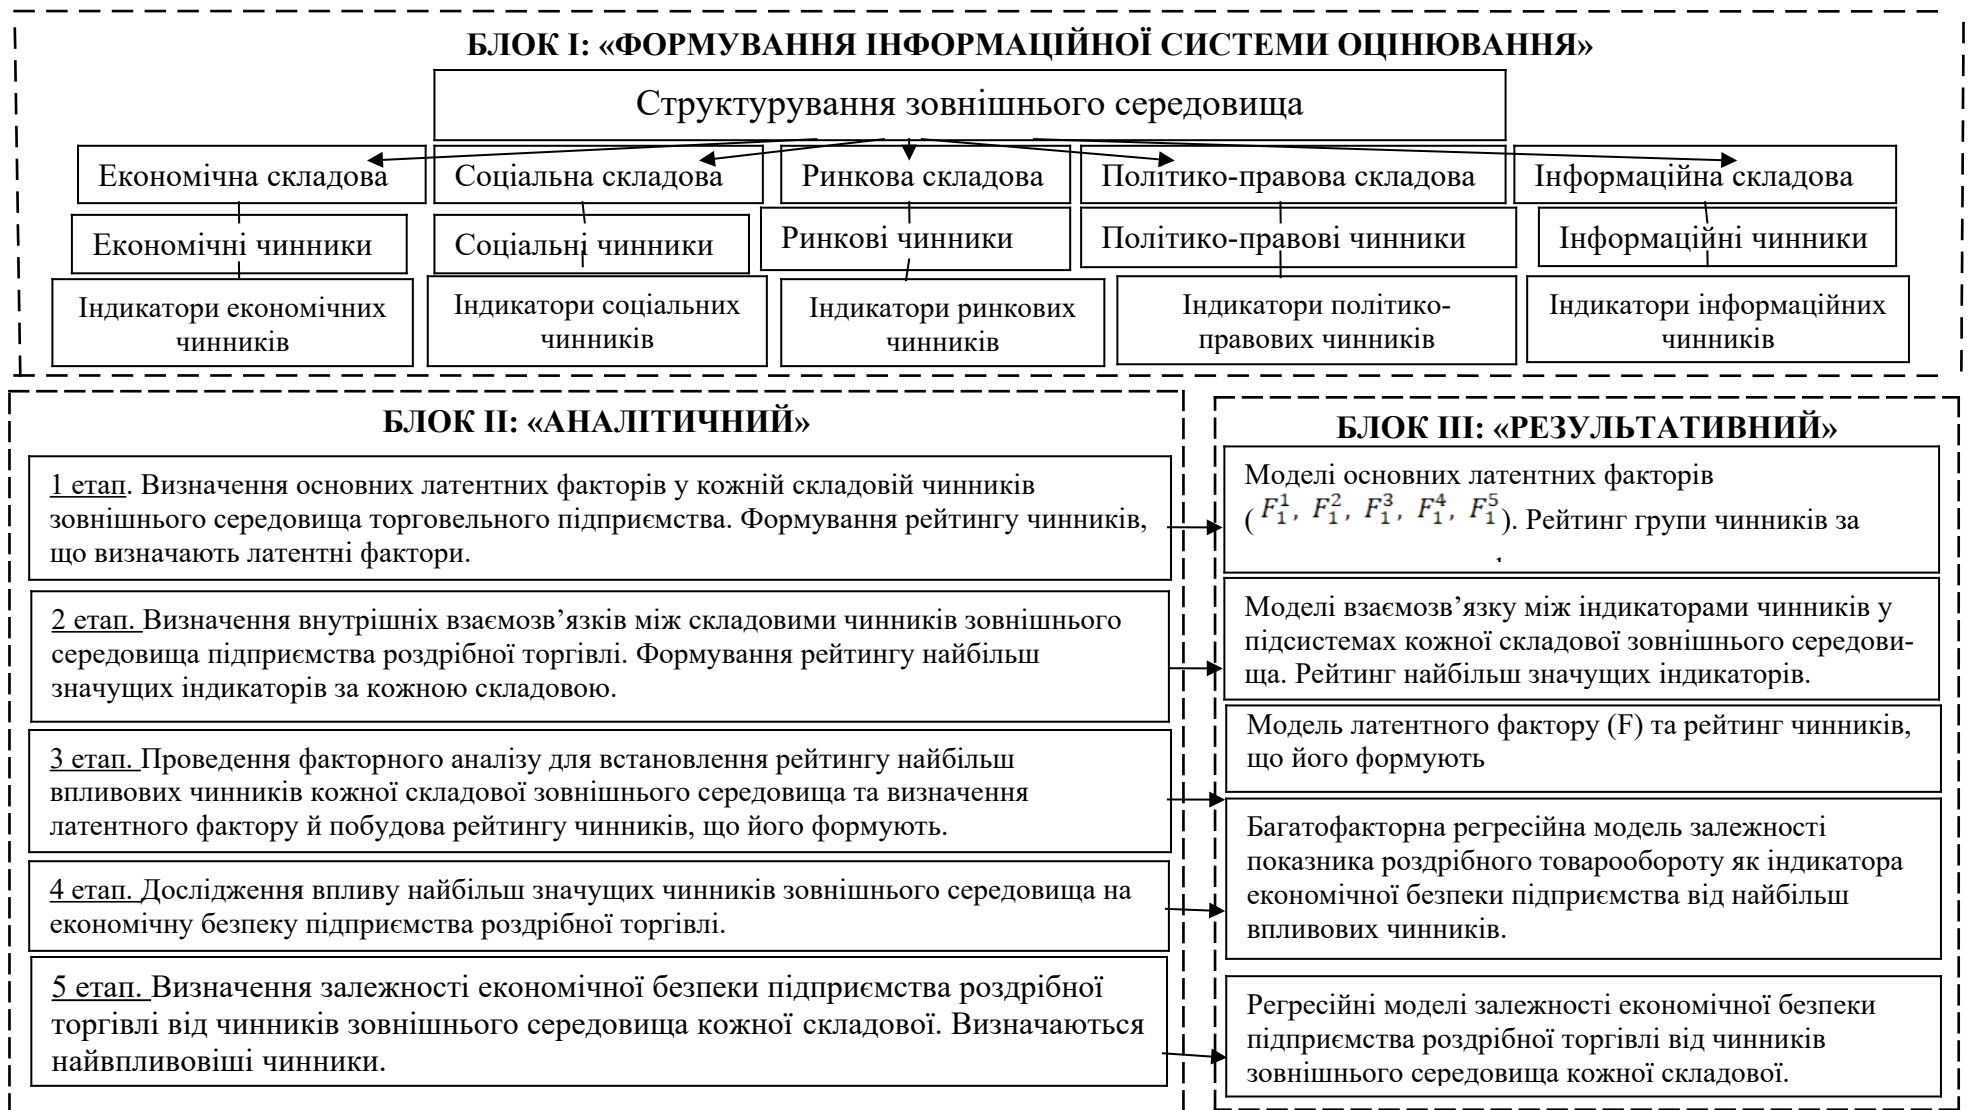 БЛОК І: «ФОРМУВАННЯ ІНФОРМАЦІЙНОЇ СИСТЕМИ ОЦІНЮВАННЯ»
Структурування зовнішнього середовища
Економічна складова
Соціальна складова
Ринкова складова
Політико-правова складова
Інформаційна складова
Економічні чинники
Соціальні чинники
Ринкові чинники
Політико-правові чинники
Інформаційні чинники
Індикатори економічних
чинників
Індикатори соціальних
чинників
Індикатори ринкових
чинників
Індикатори політико-
правових чинників
Індикатори інформаційних
чинників
БЛОК ІІ: «АНАЛІТИЧНИЙ»
1 етап. Визначення основних латентних факторів у кожній складовій чинників
зовнішнього середовища торговельного підприємства. Формування рейтингу чинників,
що визначають латентні фактори.
2 етап. Визначення внутрішніх взаємозв’язків між складовими чинників зовнішнього
середовища підприємства роздрібної торгівлі. Формування рейтингу найбільш
значущих індикаторів за кожною складовою.
3 етап. Проведення факторного аналізу для встановлення рейтингу найбільш
впливових чинників кожної складової зовнішнього середовища та визначення
латентного фактору й побудова рейтингу чинників, що його формують.
4 етап. Дослідження впливу найбільш значущих чинників зовнішнього середовища на
економічну безпеку підприємства роздрібної торгівлі.
5 етап. Визначення залежності економічної безпеки підприємства роздрібної
торгівлі від чинників зовнішнього середовища кожної складової. Визначаються
найвпливовіші чинники.
БЛОК ІІІ: «РЕЗУЛЬТАТИВНИЙ»
Моделі основних латентних факторів
( F₁¹, F₁², F₁³, F₁⁴, F₁⁵). Рейтинг групи чинників за
Моделі взаємозв’язку між індикаторами чинників у
підсистемах кожної складової зовнішнього середови-
ща. Рейтинг найбільш значущих індикаторів.
Модель латентного фактору (F) та рейтинг чинників,
що його формують
Багатофакторна регресійна модель залежності
показника роздрібного товарообороту як індикатора
економічної безпеки підприємства від найбільш
впливових чинників.
Регресійні моделі залежності економічної безпеки
підприємства роздрібної торгівлі від чинників
зовнішнього середовища кожної складової.